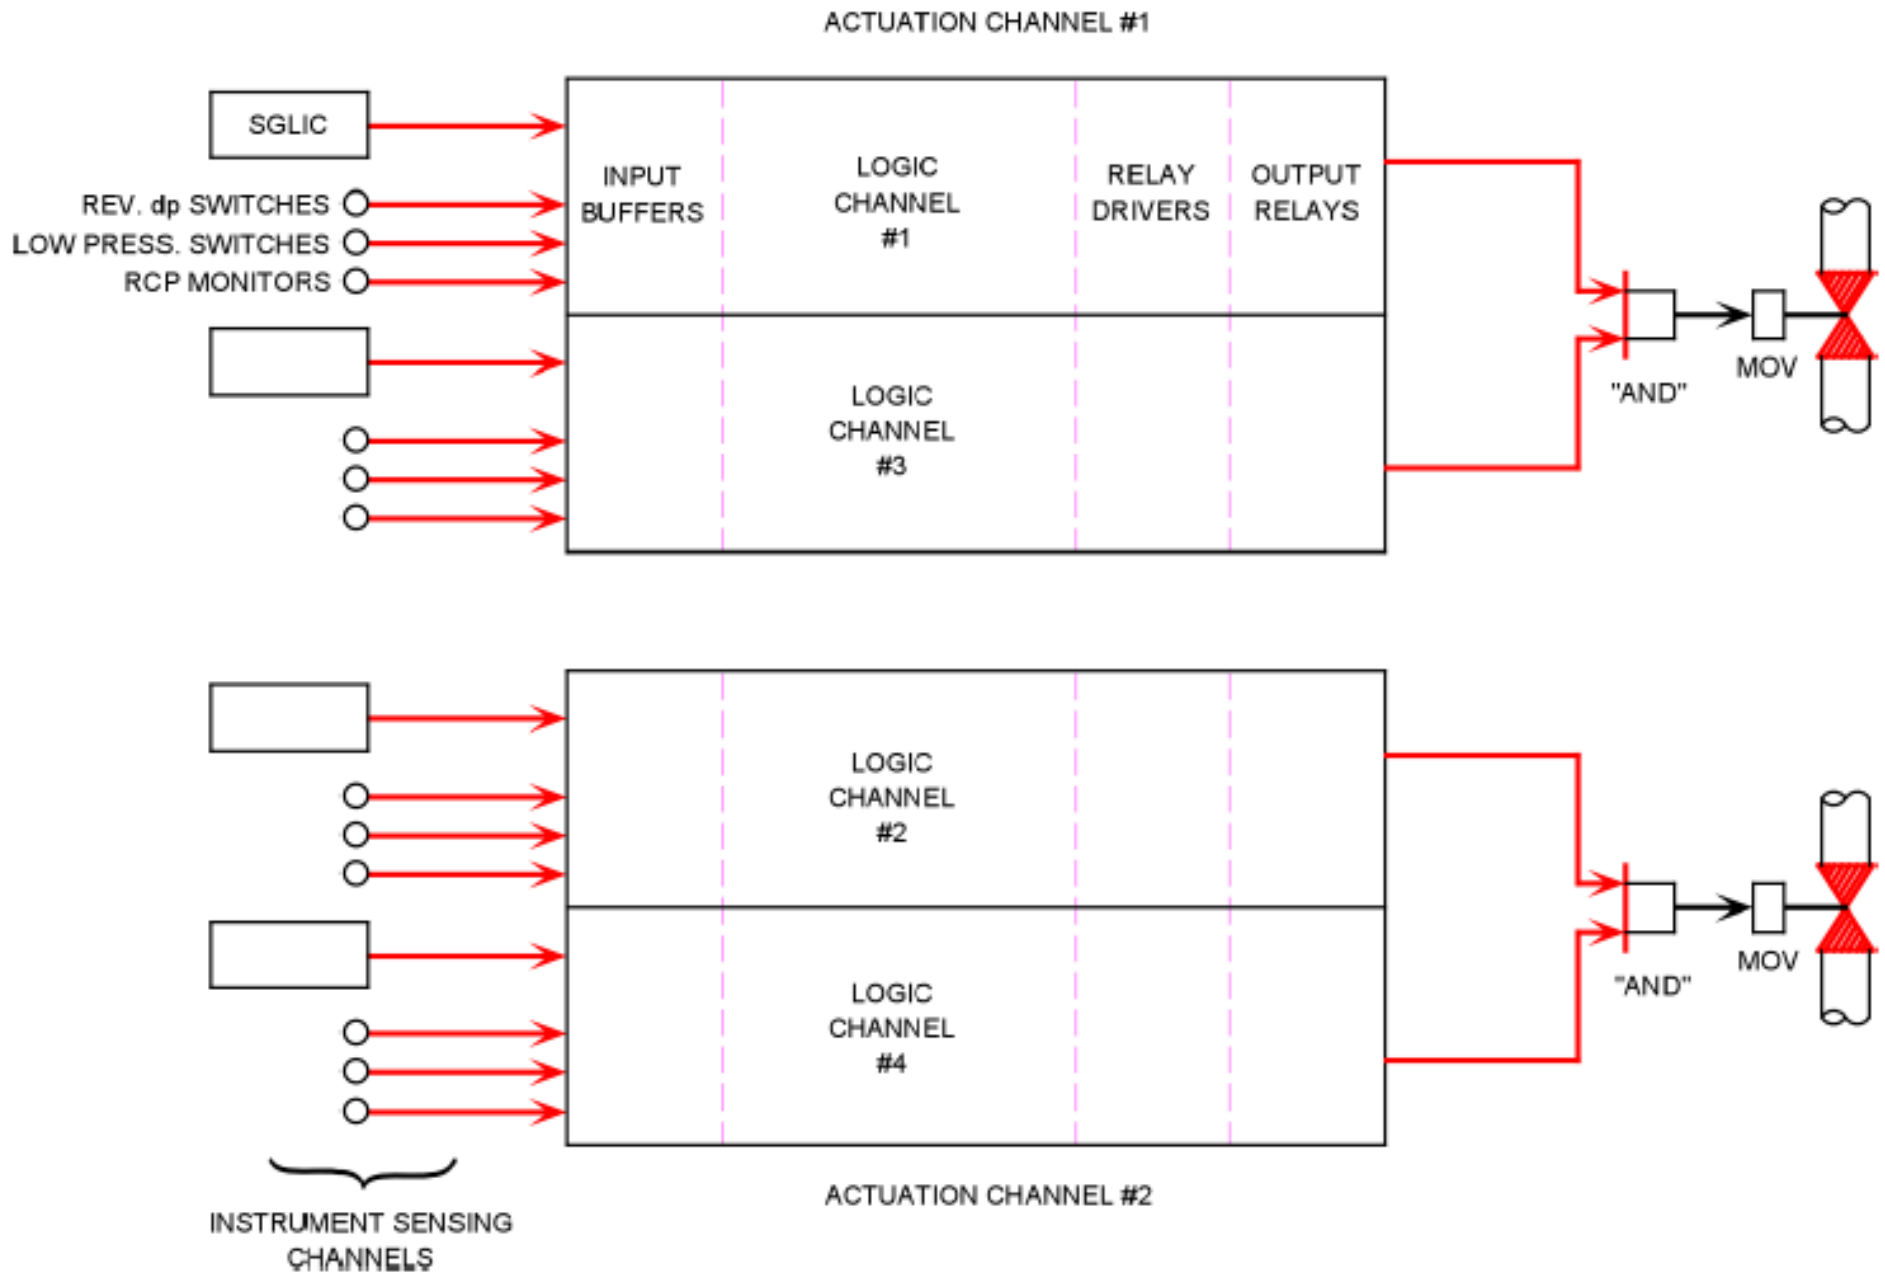 ACTUATION CHANNEL #1
SGLIC
REV. dp SWITCHES
LOW PRESS. SWITCHES
RCP MONITORS
INPUT
BUFFERS
LOGIC
CHANNEL
#1
RELAY
DRIVERS
OUTPUT
RELAYS
"AND"
MOV
LOGIC
CHANNEL
#3
LOGIC
CHANNEL
#2
"AND"
MOV
LOGIC
CHANNEL
#4
INSTRUMENT SENSING
CHANNELS
ACTUATION CHANNEL #2